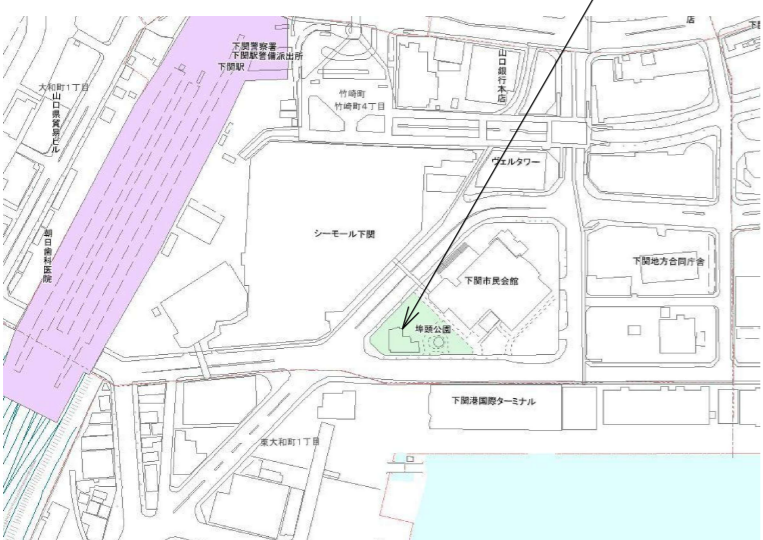 店
下関警察署
下関駅警備派出所
下関駅
大和町1丁目
山口県貿易ビル
竹崎町
竹崎町4丁目
山口銀行本店
ヴェルタワー
朝日歯科医院
シーモール下関
下関市民会館
下関地方合同庁舎
埠頭公園
下関港国際ターミナル
東大和町1丁目